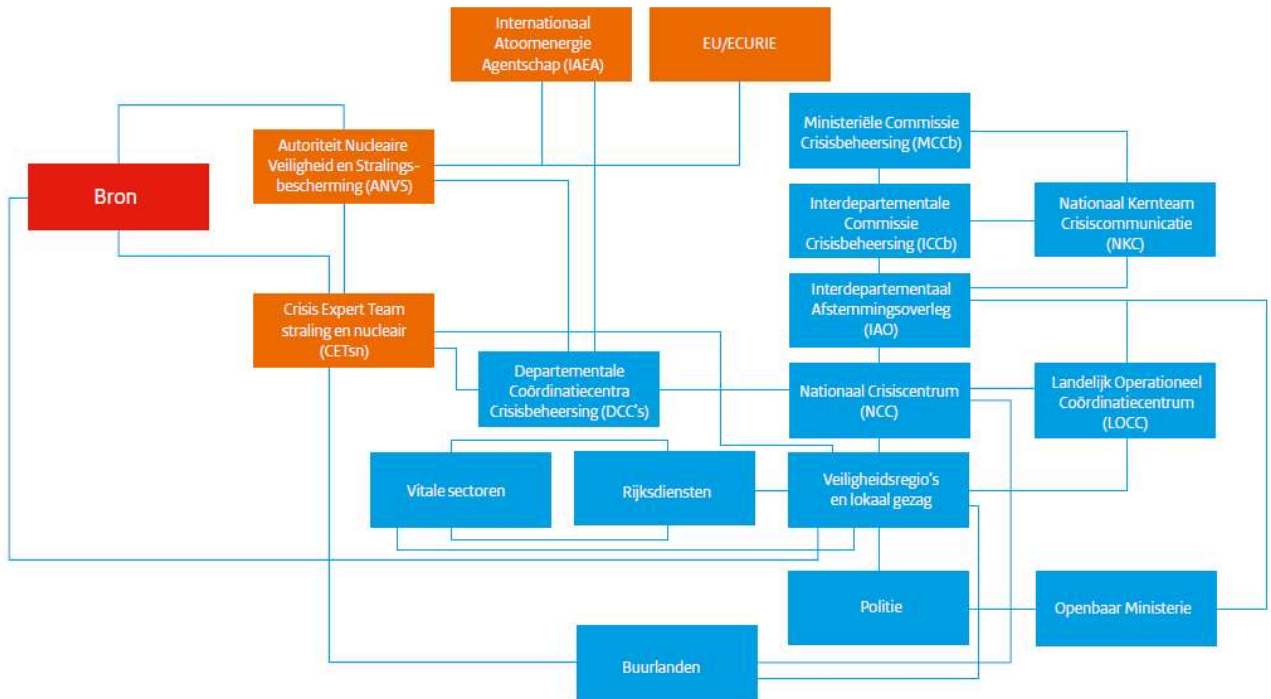 Internationaal
Atoomenergie
Agentschap (IAEA)
EU/ECURIE
Ministeriële Commissie
Crisisbeheersing (MCCb)
Autoriteit Nucleaire
Veiligheid en Stralings-
bescherming (ANVS)
Bron
Interdepartementale
Commissie
Crisisbeheersing (ICCb)
Nationaal Kernteam
Crisiscommunicatie
(NKC)
Interdepartementaal
Afstemmingsoverleg
(IAO)
Crisis Expert Team
straling en nucleair
(CETsn)
Departementale
Coördinatiecentra
Crisisbeheersing (DCC's)
Nationaal Crisiscentrum
(NCC)
Landelijk Operationeel
Coördinatiecentrum
(LOCC)
Vitale sectoren
Rijksdiensten
Veiligheidsregio's
en lokaal gezag
Politie
Openbaar Ministerie
Buurlanden